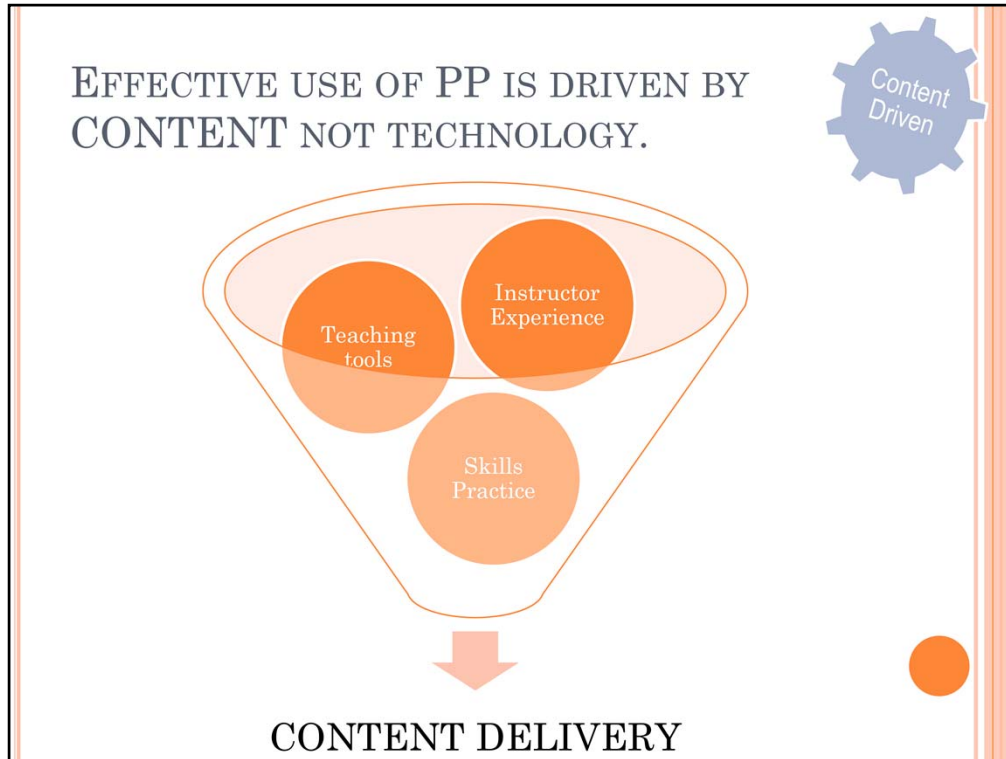 EFFECTIVE USE OF PP IS DRIVEN BY
CONTENT NOT TECHNOLOGY.
Content
Driven
Instructor
Experience
Teaching
tools
Skills
Practice
CONTENT DELIVERY